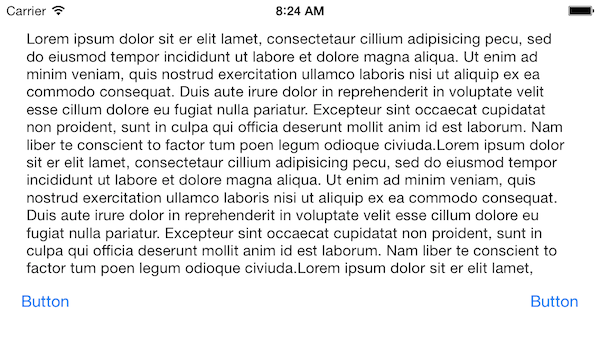 Carrier 8:24 AM
Lorem ipsum dolor sit er elit lamet, consectetaur cillium adipisicing pecu, sed
do eiusmod tempor incididunt ut labore et dolore magna aliqua. Ut enim ad
minim veniam, quis nostrud exercitation ullamco laboris nisi ut aliquip ex ea
commodo consequat. Duis aute irure dolor in reprehenderit in voluptate velit
esse cillum dolore eu fugiat nulla pariatur. Excepteur sint occaecat cupidatat
non proident, sunt in culpa qui officia deserunt mollit anim id est laborum. Nam
liber te conscient to factor tum poen legum odioque civiuda.Lorem ipsum dolor
sit er elit lamet, consectetaur cillium adipisicing pecu, sed do eiusmod tempor
incididunt ut labore et dolore magna aliqua. Ut enim ad minim veniam, quis
nostrud exercitation ullamco laboris nisi ut aliquip ex ea commodo consequat.
Duis aute irure dolor in reprehenderit in voluptate velit esse cillum dolore eu
fugiat nulla pariatur. Excepteur sint occaecat cupidatat non proident, sunt in
culpa qui officia deserunt mollit anim id est laborum. Nam liber te conscient to
factor tum poen legum odioque civiuda.Lorem ipsum dolor sit er elit lamet,
Button Button